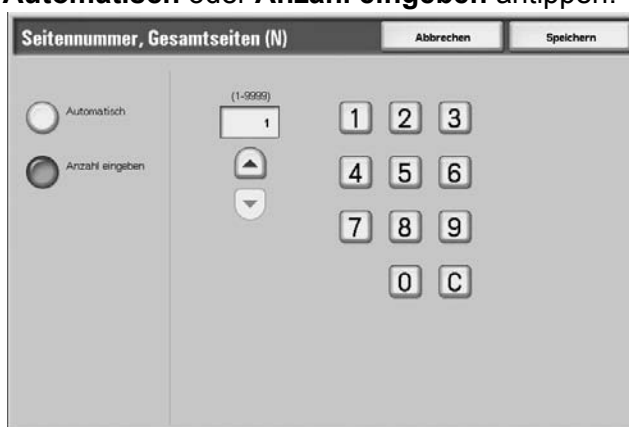 Automatisch oder Anzahl eingeben antippen.
Seitennummer, Gesamtseiten (N)
Abbrechen
Speichern
Automatisch
Anzahl eingeben
(1-9999)
1
1 2 3
4 5 6
7 8 9
0 C